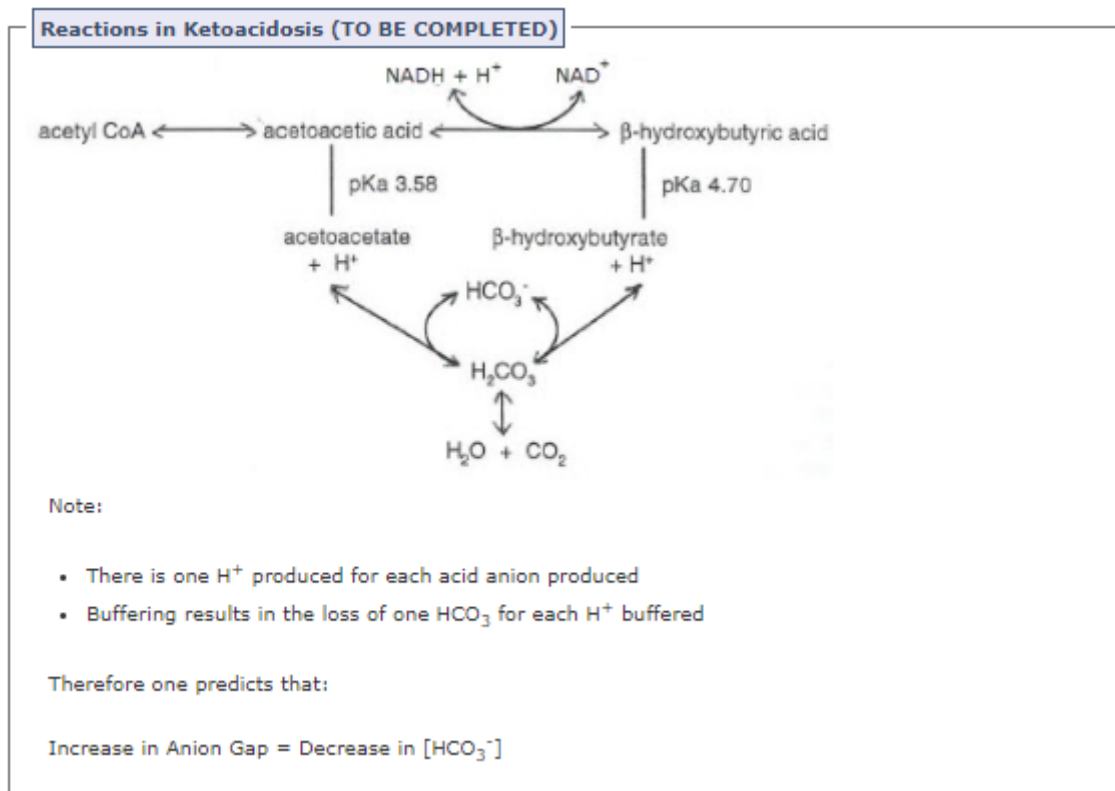 Reactions in Ketoacidosis (TO BE COMPLETED)
NADH + H⁺ NAD⁺
acetyl CoA acetoacetic acid β-hydroxybutyric acid
pKa 3.58 pKa 4.70
acetoacetate β-hydroxybutyrate
+ H⁺ + H⁺
HCO₃⁻
H₂CO₃
H₂O + CO₂
Note:
• There is one H⁺ produced for each acid anion produced
• Buffering results in the loss of one HCO₃ for each H⁺ buffered
Therefore one predicts that:
Increase in Anion Gap = Decrease in [HCO₃⁻]